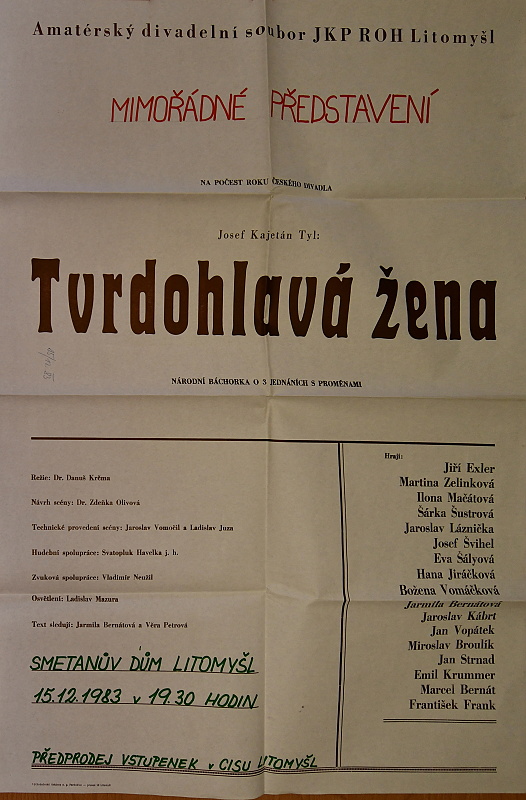 Amatérský divadelní soubor JKP ROH Litomyšl
MIMOŘÁDNÉ PŘEDSTAVENÍ
NA POČEST ROKU ČESKÉHO DIVADLA
Josef Kajetán Tyl:
Tvrdohlavá žena
NÁRODNÍ BÁCHORKA O 3 JEDNÁNÍCH S PROMĚNAMI
Režie: Dr. Danuš Krěma
Návrh scény: Dr. Zdeňka Olivová
Technické provedení scény: Jaroslav Vomočil a Ladislav Juza
Hudební spolupráce: Svatopluk Havelka j. h.
Zvuková spolupráce: Vladimír Neužil
Osvětlení: Ladislav Mazura
Text sledují: Jarmila Bernátová a Věra Petrová
SMETANŮV DŮM LITOMYŠL
15.12.1983 v 19.30 HODIN
PŘEDPRODEJ VSTUPENEK v CISU LITOMYŠL
Hrají:
Jiří Exler
Martina Zelinková
Ilona Mačátová
Šárka Šustrová
Jaroslav Láznička
Josef Švihel
Eva Šályová
Hana Jiráčková
Božena Vomáčková
Jarmila Bernátová
Jaroslav Kábrt
Jan Vopátek
Miroslav Broulík
Jan Strnad
Emil Krummer
Marcel Bernát
František Frank